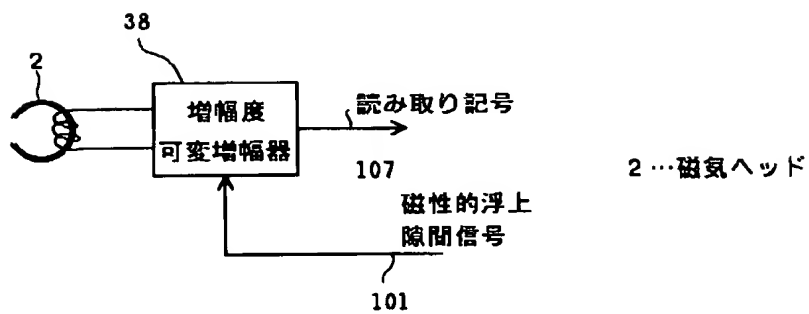 38
2
増幅度
可変増幅器
読み取り記号
107
2…磁気ヘッド
磁性的浮上
隙間信号
101